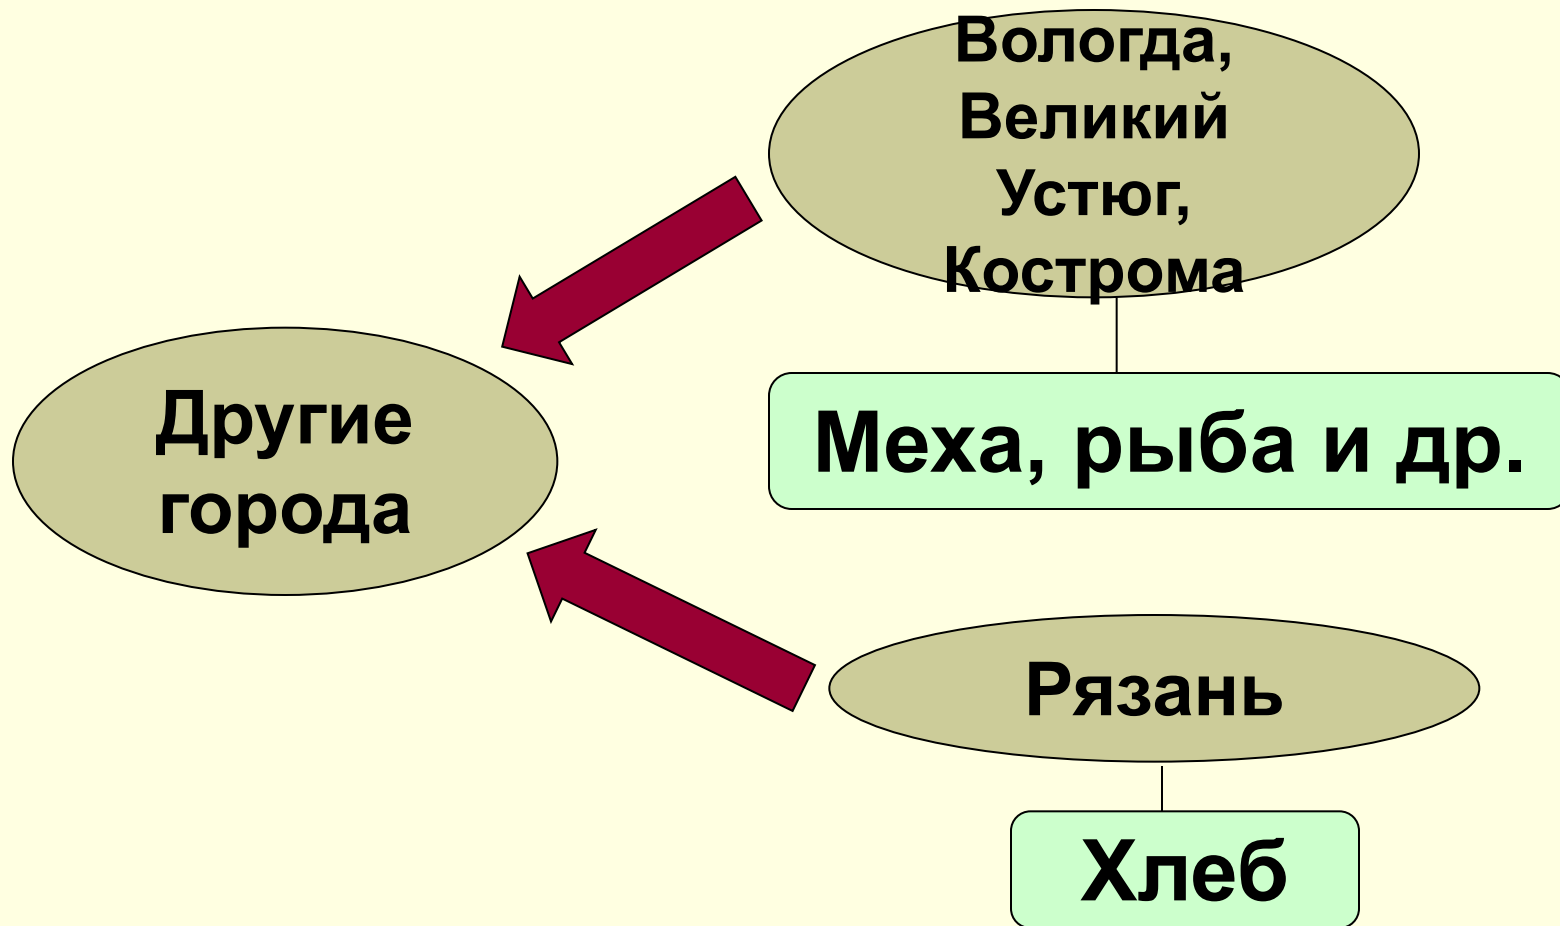 Вологда,
Великий
Устюг,
Кострома
Другие
города
Меха, рыба и др.
Рязань
Хлеб